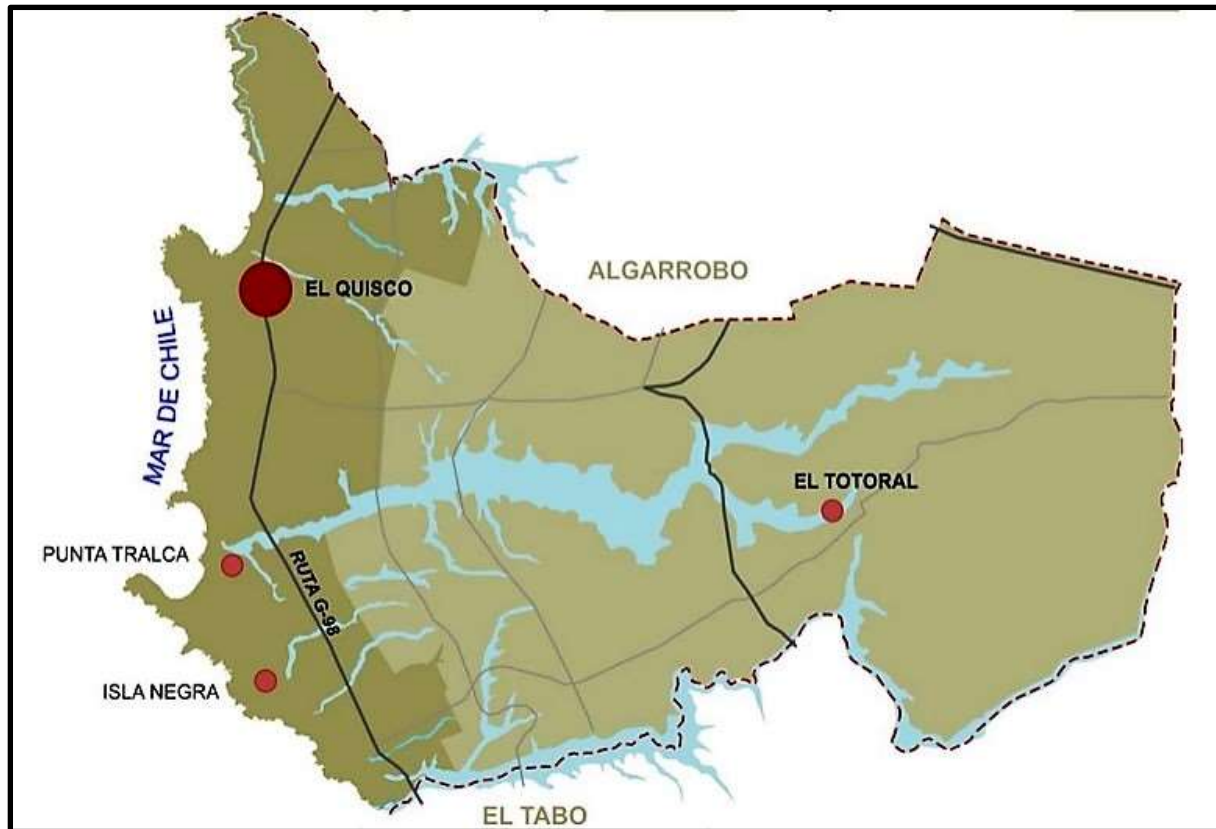 ALGARROBO
EL QUISCO
MAR DE CHILE
EL TOTORAL
PUNTA TRALCA
RUTA G-98
ISLA NEGRA
EL TABO